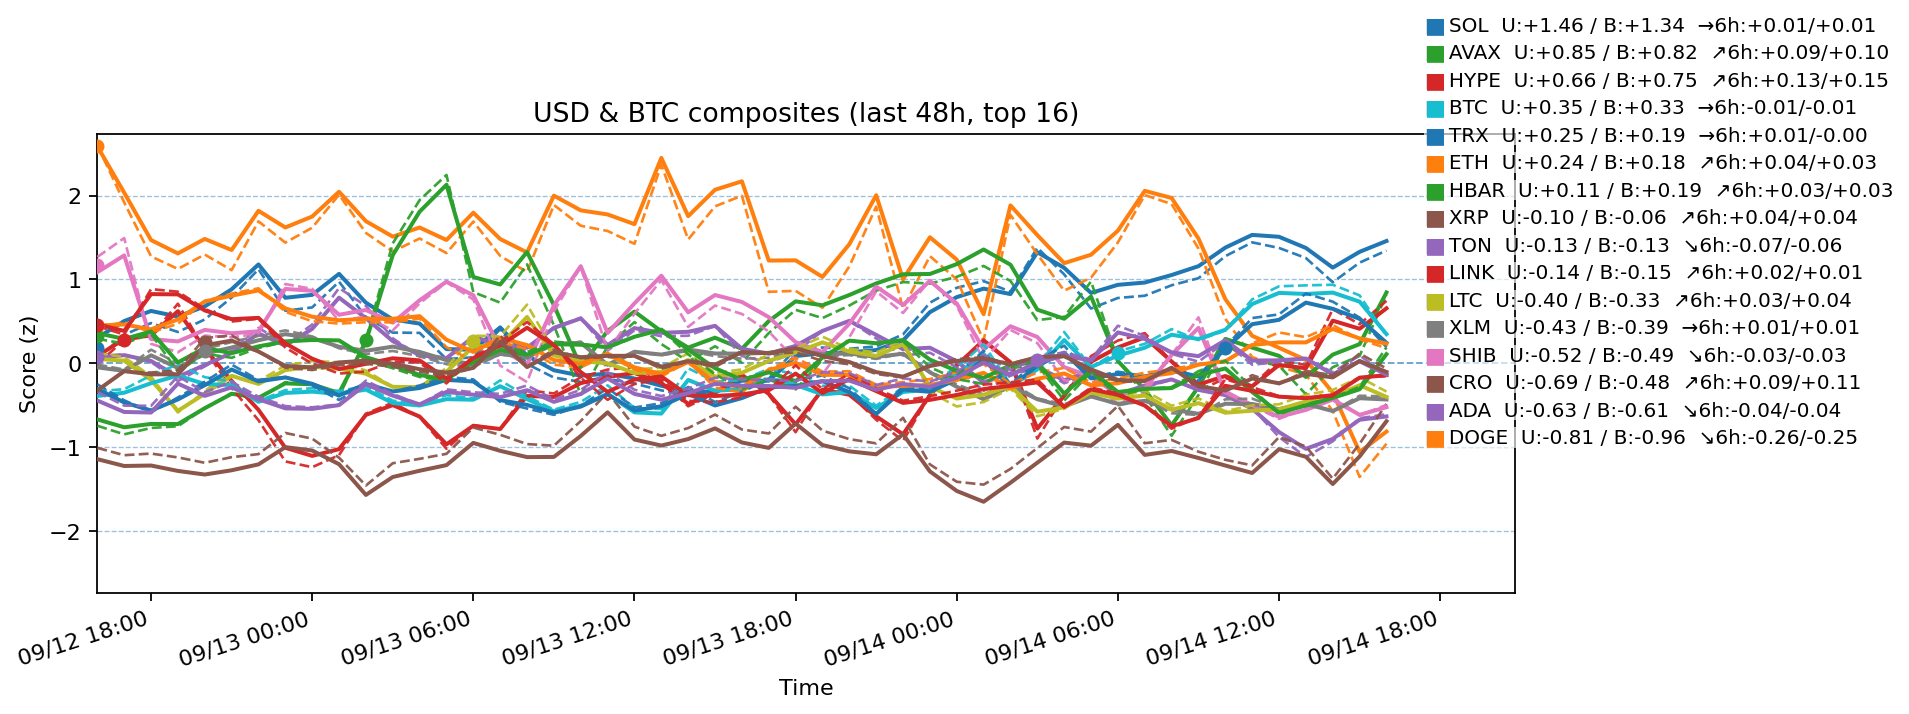 SOL U:+1.46 / B:+1.34 →6h:+0.01/+0.01
AVAX U:+0.85 / B:+0.82 ↗6h:+0.09/+0.10
HYPE U:+0.66 / B:+0.75 ↗6h:+0.13/+0.15
BTC U:+0.35 / B:+0.33 →6h:-0.01/-0.01
TRX U:+0.25 / B:+0.19 →6h:+0.01/-0.00
ETH U:+0.24 / B:+0.18 ↗6h:+0.04/+0.03
HBAR U:+0.11 / B:+0.19 ↗6h:+0.03/+0.03
XRP U:-0.10 / B:-0.06 ↗6h:+0.04/+0.04
TON U:-0.13 / B:-0.13 ↘6h:-0.07/-0.06
LINK U:-0.14 / B:-0.15 ↗6h:+0.02/+0.01
LTC U:-0.40 / B:-0.33 ↗6h:+0.03/+0.04
XLM U:-0.43 / B:-0.39 →6h:+0.01/+0.01
SHIB U:-0.52 / B:-0.49 ↘6h:-0.03/-0.03
CRO U:-0.69 / B:-0.48 ↗6h:+0.09/+0.11
ADA U:-0.63 / B:-0.61 ↘6h:-0.04/-0.04
DOGE U:-0.81 / B:-0.96 ↘6h:-0.26/-0.25
USD & BTC composites (last 48h, top 16)
Score (z)
2
1
0
−1
−2
09/12 18:00
09/13 00:00
09/13 06:00
09/13 12:00
09/13 18:00
09/14 00:00
09/14 06:00
09/14 12:00
09/14 18:00
Time